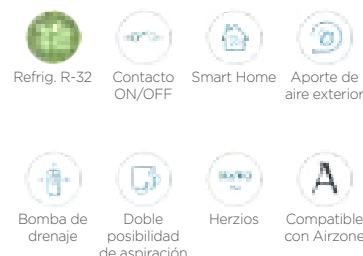 Refrig. R-32
Contacto
ON/OFF
Smart Home
Aporte de
aire exterior
Bomba de
drenaje
Doble
posibilidad
de aspiración
Herzios
A
Compatible
con Airzone